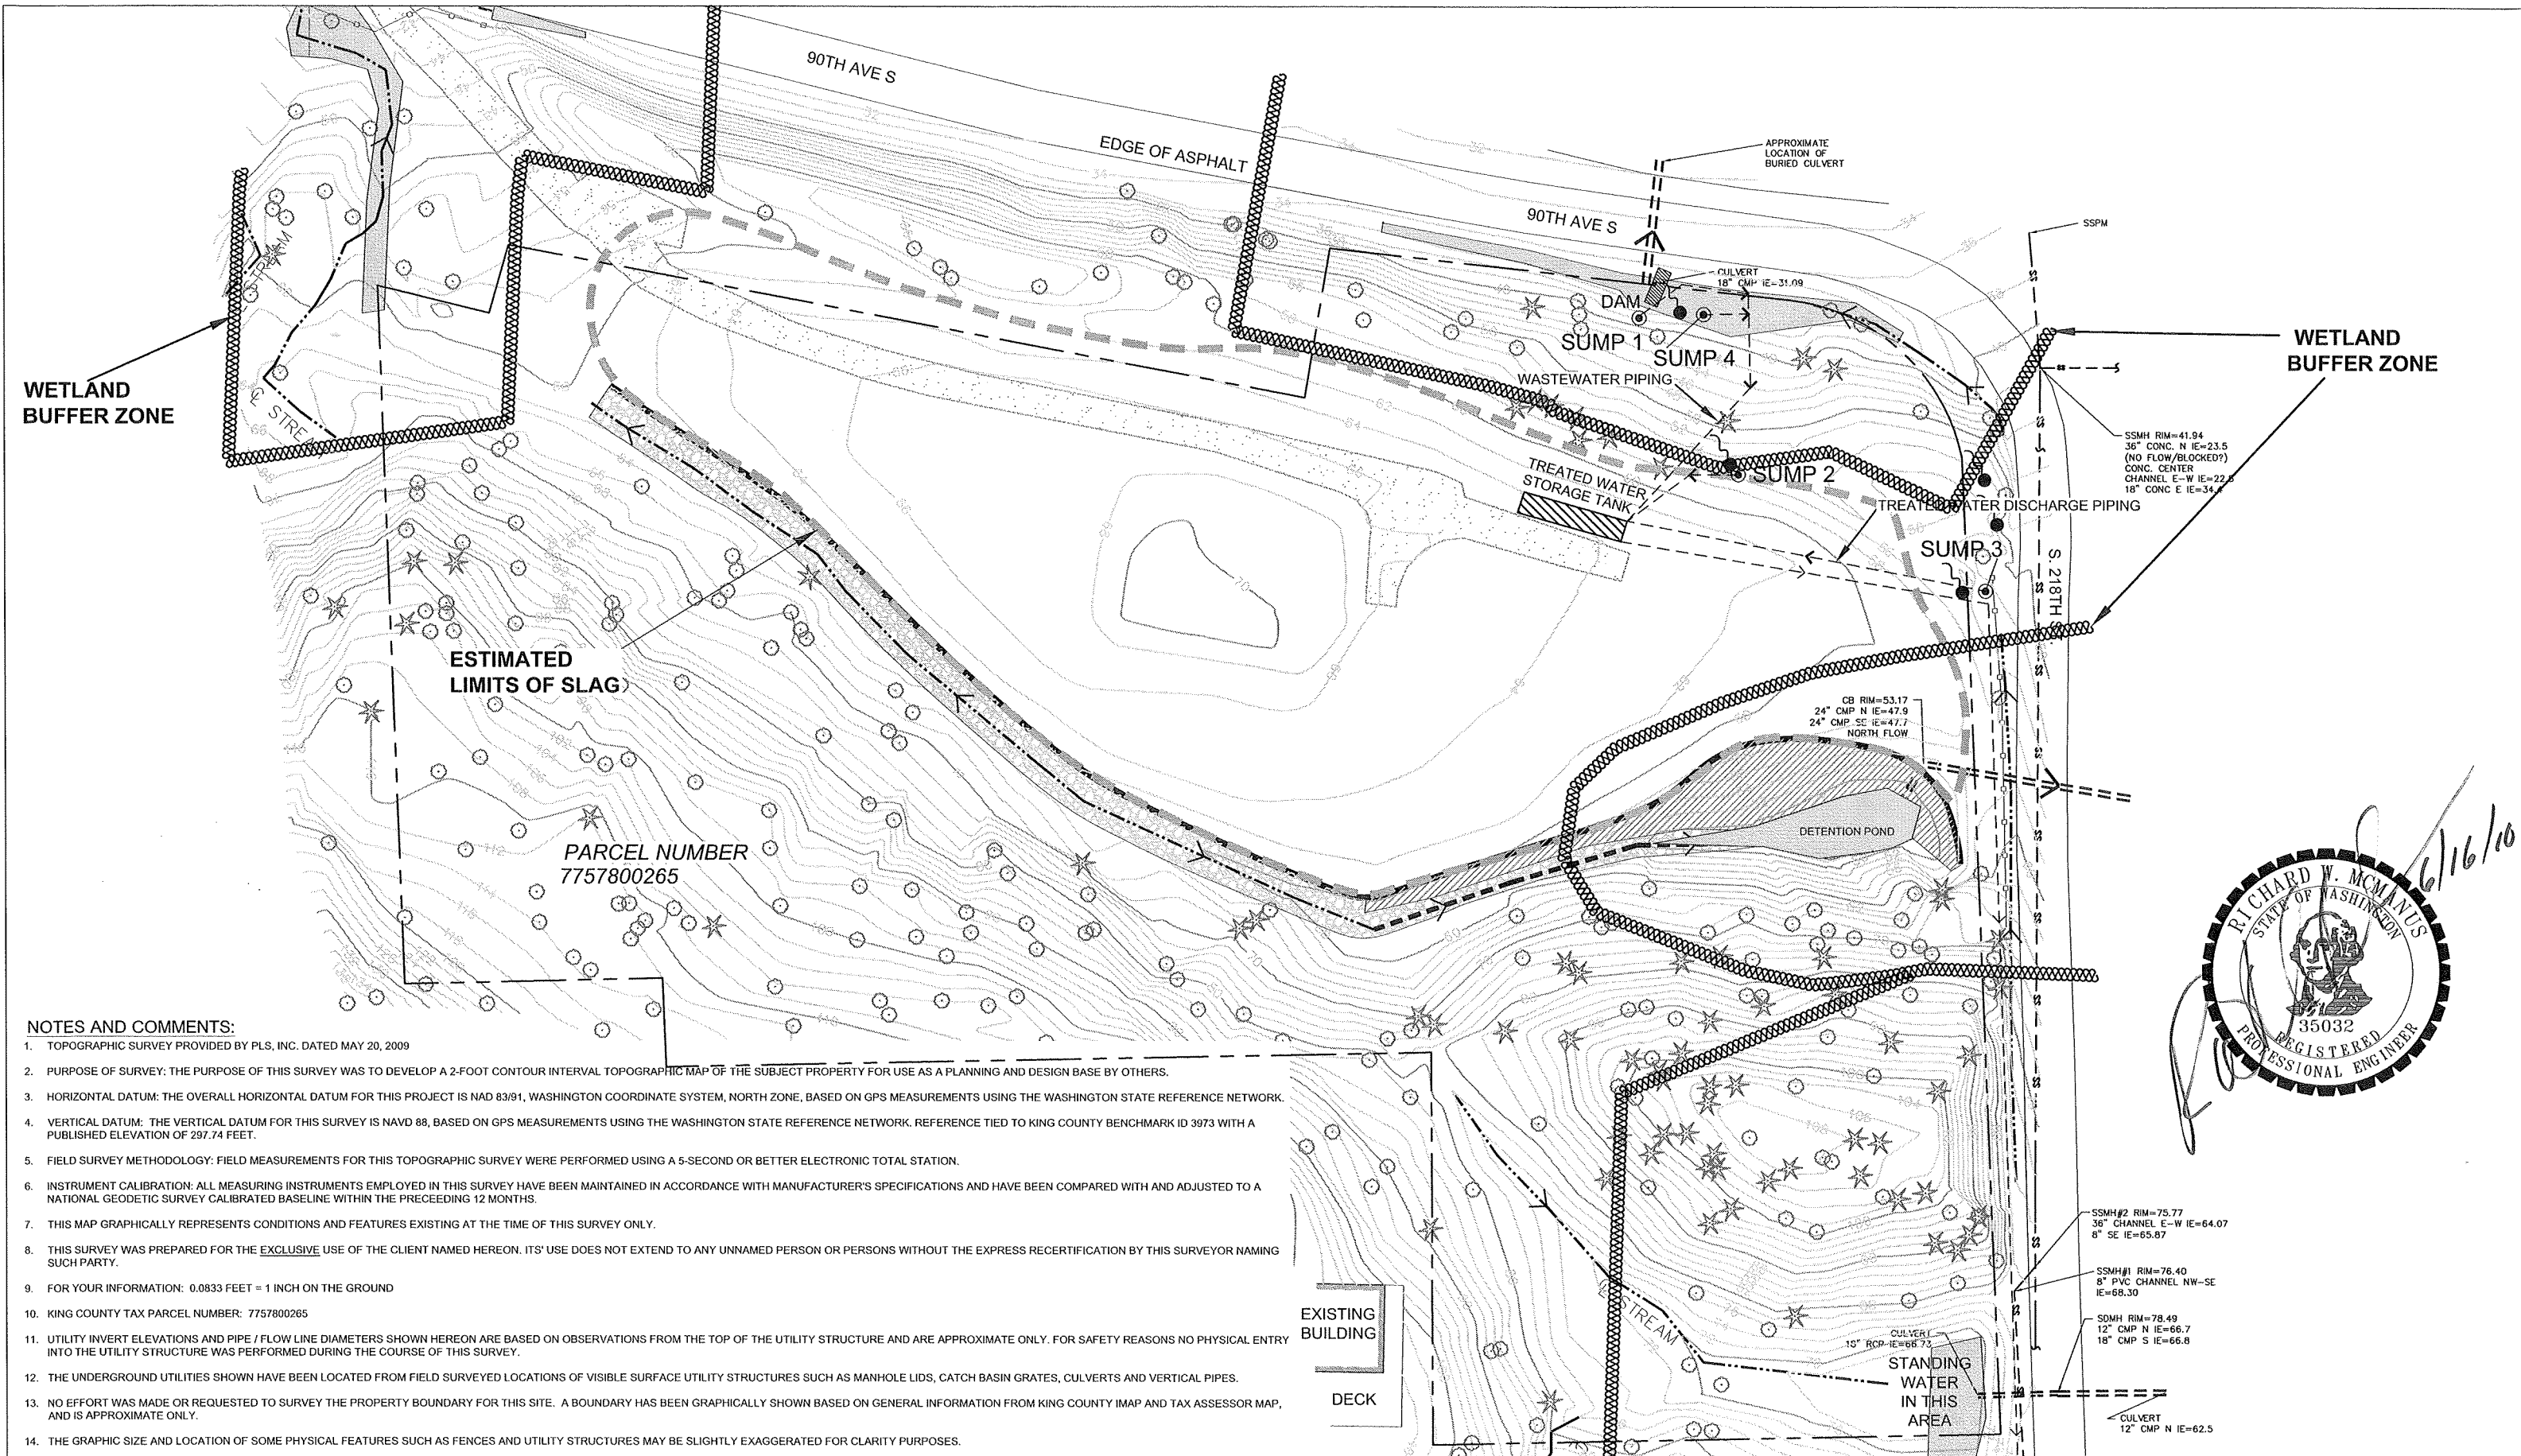 90TH AVE S
EDGE OF ASPHALT
APPROXIMATE
LOCATION OF
BURIED CULVERT
90TH AVE S
SSPM
CULVERT
18" CMP IE=31.09
DAM
SUMP 1
SUMP 4
WETLAND
BUFFER ZONE
WETLAND
BUFFER ZONE
WASTEWATER PIPING
℄ STREAM
SSMH RIM=41.94
36" CONC. N IE=23.5
(NO FLOW/BLOCKED?)
CONC. CENTER
CHANNEL E-W IE=22.
18" CONC E IE=34.
TREATED WATER
STORAGE TANK
SUMP 2
TREATED WATER DISCHARGE PIPING
SUMP 3
S. 218TH S
70
ESTIMATED
LIMITS OF SLAG
CB RIM=53.17
24" CMP N IE=47.9
24" CMP SE IE=47.7
NORTH FLOW
DETENTION POND
PARCEL NUMBER
7757800265
6/16/10
RICHARD W. MCMANUS
STATE OF WASHINGTON
35032
REGISTERED
PROFESSIONAL ENGINEER
NOTES AND COMMENTS:
1. TOPOGRAPHIC SURVEY PROVIDED BY PLS, INC. DATED MAY 20, 2009
2. PURPOSE OF SURVEY: THE PURPOSE OF THIS SURVEY WAS TO DEVELOP A 2-FOOT CONTOUR INTERVAL TOPOGRAPHIC MAP OF THE SUBJECT PROPERTY FOR USE AS A PLANNING AND DESIGN BASE BY OTHERS.
3. HORIZONTAL DATUM: THE OVERALL HORIZONTAL DATUM FOR THIS PROJECT IS NAD 83/91, WASHINGTON COORDINATE SYSTEM, NORTH ZONE, BASED ON GPS MEASUREMENTS USING THE WASHINGTON STATE REFERENCE NETWORK.
4. VERTICAL DATUM: THE VERTICAL DATUM FOR THIS SURVEY IS NAVD 88, BASED ON GPS MEASUREMENTS USING THE WASHINGTON STATE REFERENCE NETWORK. REFERENCE TIED TO KING COUNTY BENCHMARK ID 3973 WITH A
PUBLISHED ELEVATION OF 297.74 FEET.
5. FIELD SURVEY METHODOLOGY: FIELD MEASUREMENTS FOR THIS TOPOGRAPHIC SURVEY WERE PERFORMED USING A 5-SECOND OR BETTER ELECTRONIC TOTAL STATION.
6. INSTRUMENT CALIBRATION: ALL MEASURING INSTRUMENTS EMPLOYED IN THIS SURVEY HAVE BEEN MAINTAINED IN ACCORDANCE WITH MANUFACTURER'S SPECIFICATIONS AND HAVE BEEN COMPARED WITH AND ADJUSTED TO A
NATIONAL GEODETIC SURVEY CALIBRATED BASELINE WITHIN THE PRECEEDING 12 MONTHS.
7. THIS MAP GRAPHICALLY REPRESENTS CONDITIONS AND FEATURES EXISTING AT THE TIME OF THIS SURVEY ONLY.
8. THIS SURVEY WAS PREPARED FOR THE EXCLUSIVE USE OF THE CLIENT NAMED HEREON. ITS' USE DOES NOT EXTEND TO ANY UNNAMED PERSON OR PERSONS WITHOUT THE EXPRESS RECERTIFICATION BY THIS SURVEYOR NAMING
SUCH PARTY.
9. FOR YOUR INFORMATION: 0.0833 FEET = 1 INCH ON THE GROUND
10. KING COUNTY TAX PARCEL NUMBER: 7757800265
11. UTILITY INVERT ELEVATIONS AND PIPE / FLOW LINE DIAMETERS SHOWN HEREON ARE BASED ON OBSERVATIONS FROM THE TOP OF THE UTILITY STRUCTURE AND ARE APPROXIMATE ONLY. FOR SAFETY REASONS NO PHYSICAL ENTRY
INTO THE UTILITY STRUCTURE WAS PERFORMED DURING THE COURSE OF THIS SURVEY.
12. THE UNDERGROUND UTILITIES SHOWN HAVE BEEN LOCATED FROM FIELD SURVEYED LOCATIONS OF VISIBLE SURFACE UTILITY STRUCTURES SUCH AS MANHOLE LIDS, CATCH BASIN GRATES, CULVERTS AND VERTICAL PIPES.
13. NO EFFORT WAS MADE OR REQUESTED TO SURVEY THE PROPERTY BOUNDARY FOR THIS SITE. A BOUNDARY HAS BEEN GRAPHICALLY SHOWN BASED ON GENERAL INFORMATION FROM KING COUNTY IMAP AND TAX ASSESSOR MAP,
AND IS APPROXIMATE ONLY.
14. THE GRAPHIC SIZE AND LOCATION OF SOME PHYSICAL FEATURES SUCH AS FENCES AND UTILITY STRUCTURES MAY BE SLIGHTLY EXAGGERATED FOR CLARITY PURPOSES.
EXISTING
BUILDING
DECK
℄ STREAM
CULVERT
15" RCP IE=66.73
STANDING
WATER
IN THIS
AREA
SSMH#2 RIM=75.77
36" CHANNEL E-W IE=64.07
8" SE IE=65.87
SSMH#1 RIM=76.40
8" PVC CHANNEL NW-SE
IE=68.30
SDMH RIM=78.49
12" CMP N IE=66.7
18" CMP S IE=66.8
CULVERT
12" CMP N IE=62.5